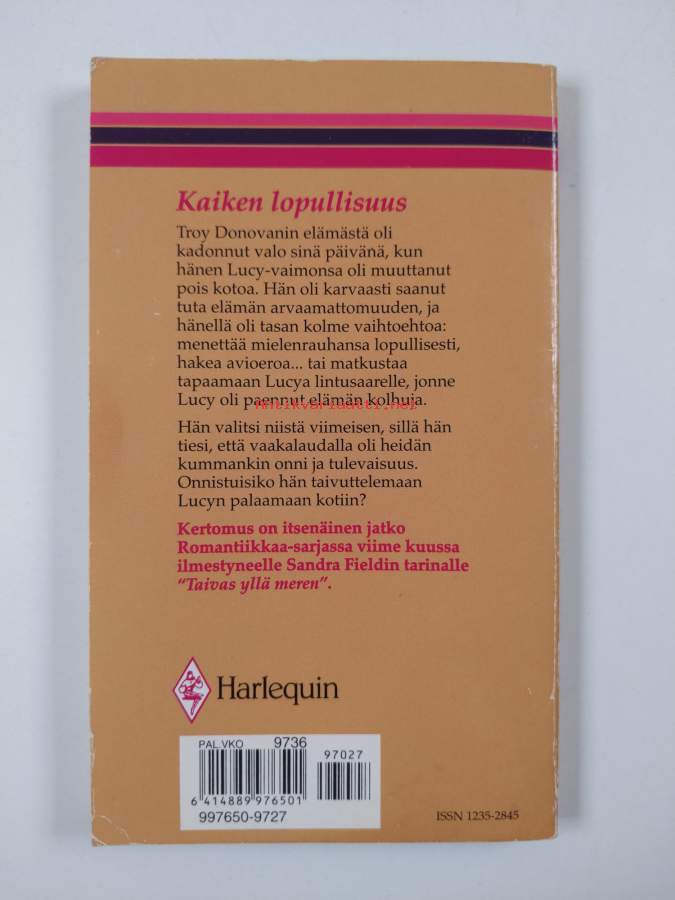 Kaiken lopullisuus
Troy Donovanin elämästä oli
kadonnut valo sinä päivänä, kun
hänen Lucy-vaimonsa oli muuttanut
pois kotoa. Hän oli karvaasti saanut
tuta elämän arvaamattomuuden, ja
hänellä oli tasan kolme vaihtoehtoa:
menettää mielenrauhansa lopullisesti,
hakea avioeroa... tai matkustaa
tapaamaan Lucya lintusaarelle, jonne
Lucy oli paennut elämän kolhuja.
Antikvariaatti.net
Hän valitsi niistä viimeisen, sillä hän
tiesi, että vaakalaudalla oli heidän
kummankin onni ja tulevaisuus.
Onnistuisiko hän taivuttelemaan
Lucyn palaamaan kotiin?
Kertomus on itsenäinen jatko
Romantiikkaa-sarjassa viime kuussa
ilmestyneelle Sandra Fieldin tarinalle
“Taivas yllä meren”.
Harlequin
PAL.VKO 9736
97027
6 414889 976501
997650-9727
ISSN 1235-2845